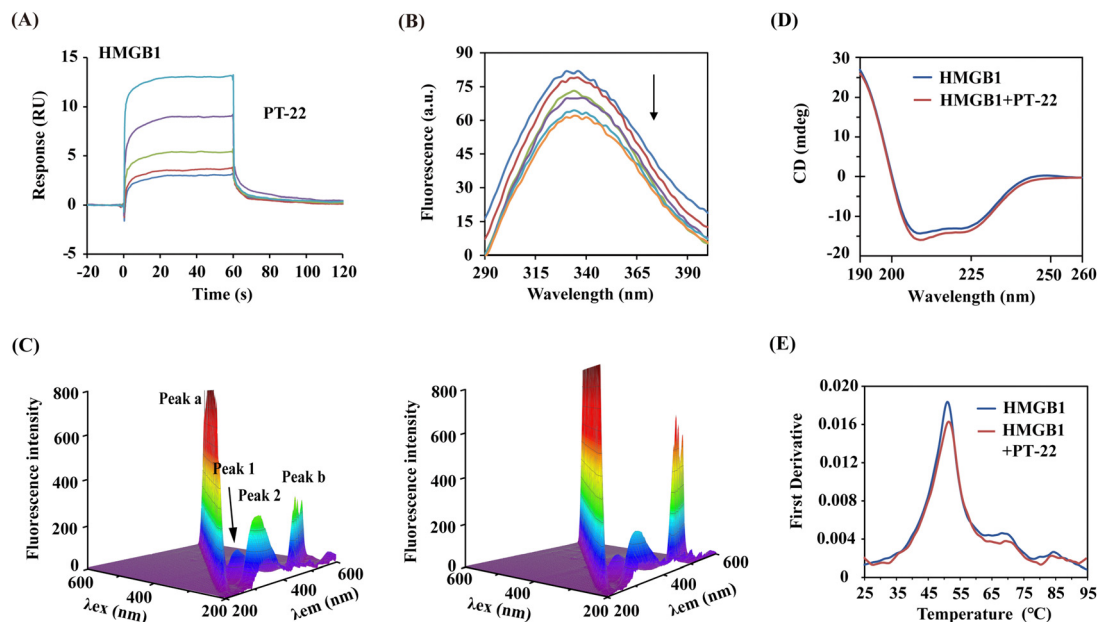 (A)
HMGB1
PT-22
Response (RU)
15
10
5
0
-5
-20 0 20 40 60 80 100 120
Time (s)
(B)
Fluorescence (a.u.)
90
75
60
45
30
15
0
290 315 340 365 390
Wavelength (nm)
(D)
HMGB1
HMGB1+PT-22
CD (mdeg)
30
20
10
0
-10
-20
190 200 225 250 260
Wavelength (nm)
(C)
Fluorescence intensity
800
600
400
200
0
Peak a
Peak 1
Peak 2
Peak b
600
400
200
λex (nm)
200
400
600
λem (nm)
Fluorescence intensity
800
600
400
200
0
600
400
200
λex (nm)
200
400
600
λem (nm)
(E)
HMGB1
HMGB1
+PT-22
First Derivative
0.020
0.016
0.012
0.008
0.004
0
25 35 45 55 65 75 85 95
Temperature (℃)